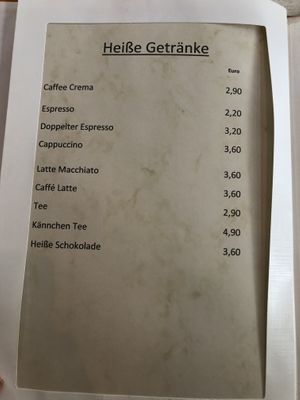 Heiße Getränke
Euro
Caffee Crema 2,90
Espresso 2,20
Doppelter Espresso 3,20
Cappuccino 3,60
Latte Macchiato 3,60
Caffé Latte 3,60
Tee 2,90
Kännchen Tee 4,90
Heiße Schokolade 3,60